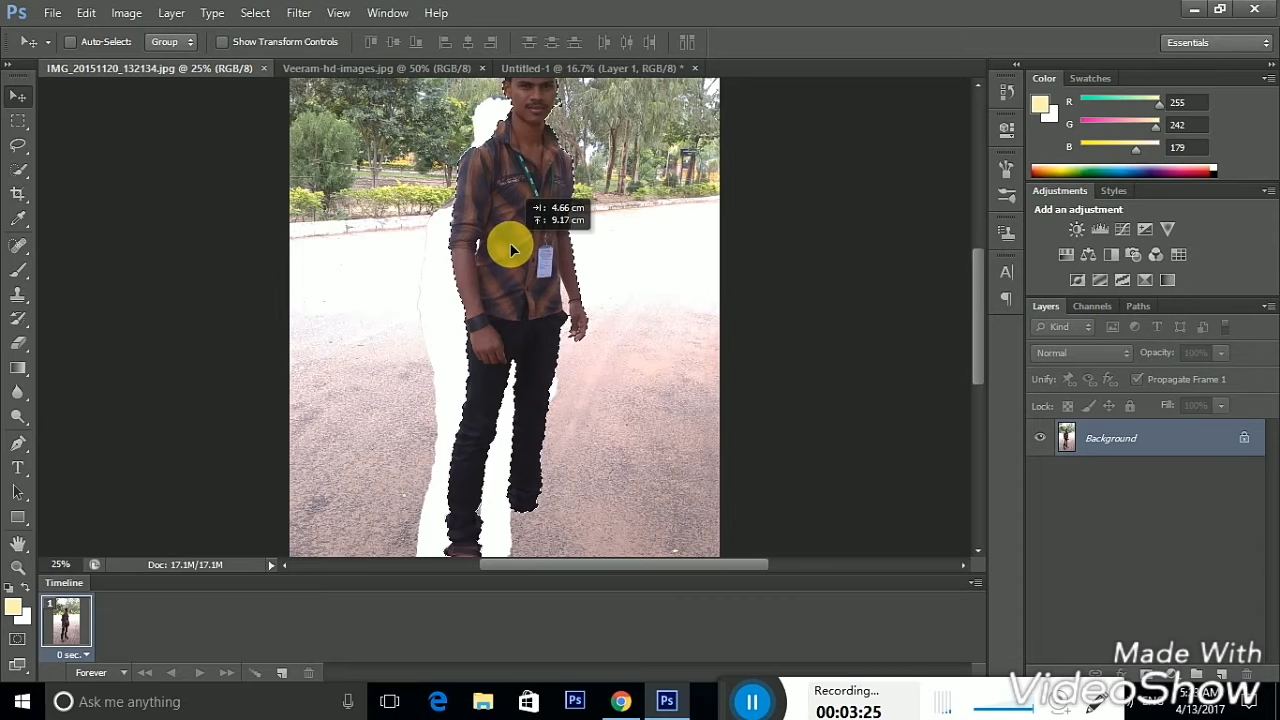 Ps File Edit Image Layer Type Select Filter View Window Help
Auto-Select: Group Show Transform Controls Essentials
IMG_20151120_132134.jpg @ 25% (RGB/8) × Veeram-hd-images.jpg @ 50% (RGB/8) × Untitled-1 @ 16.7% (Layer 1, RGB/8) * ×
Color Swatches
R 255
G 242
B 179
Adjustments Styles
Add an adjustment
4.66 cm
9.17 cm
Layers Channels Paths
Kind
Normal Opacity: 100%
Unify: Propagate Frame 1
Lock: Fill: 100%
Background
25% Doc: 17.1M/17.1M
Timeline
1
0 sec.
Forever
Made With
VideoShow
Ask me anything
Recording...
00:03:25
ENG
4/13/2017